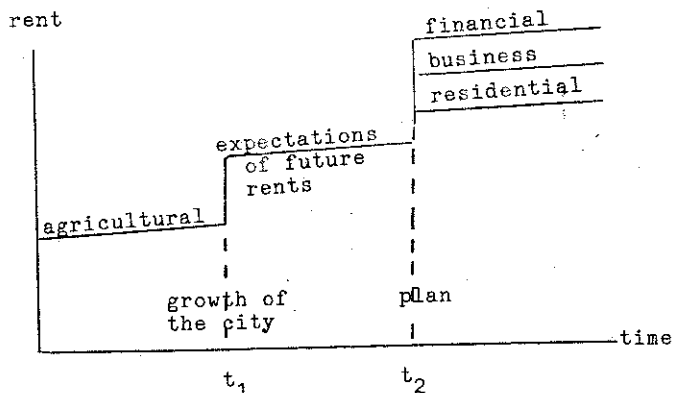 rent
financial
business
residential
expectations
of future
rents
agricultural
growth of
the city
plan
time
t₁
t₂